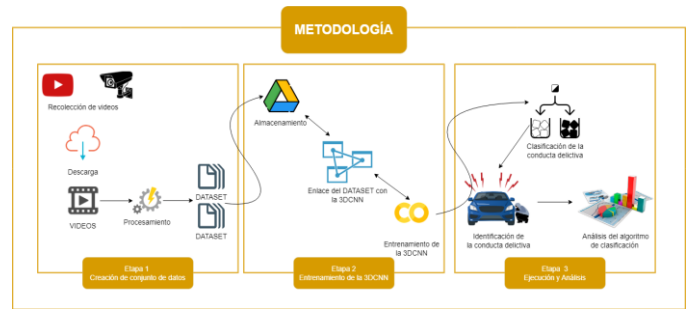 METODOLOGÍA
Recolección de videos
Descarga
VIDEOS
Procesamiento
DATASET
DATASET
Etapa 1
Creación de conjunto de datos
Almacenamiento
Enlace del DATASET con
la 3DCNN
Entrenamiento de
la 3DCNN
Etapa 2
Entrenamiento de la 3DCNN
Clasificación de la
conducta delictiva
Identificación de
la conducta delictiva
Análisis del algoritmo
de clasificación
Etapa 3
Ejecución y Análisis